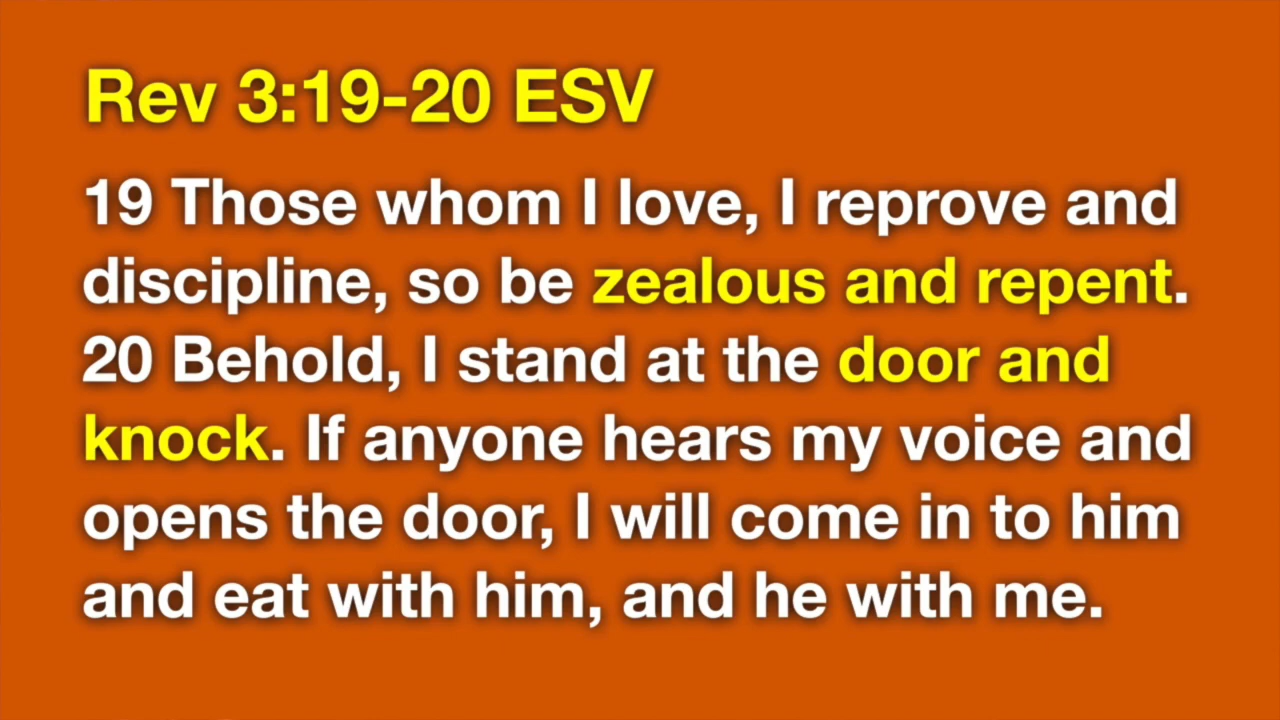 Rev 3:19-20 ESV
19 Those whom I love, I reprove and
discipline, so be zealous and repent.
20 Behold, I stand at the door and
knock. If anyone hears my voice and
opens the door, I will come in to him
and eat with him, and he with me.